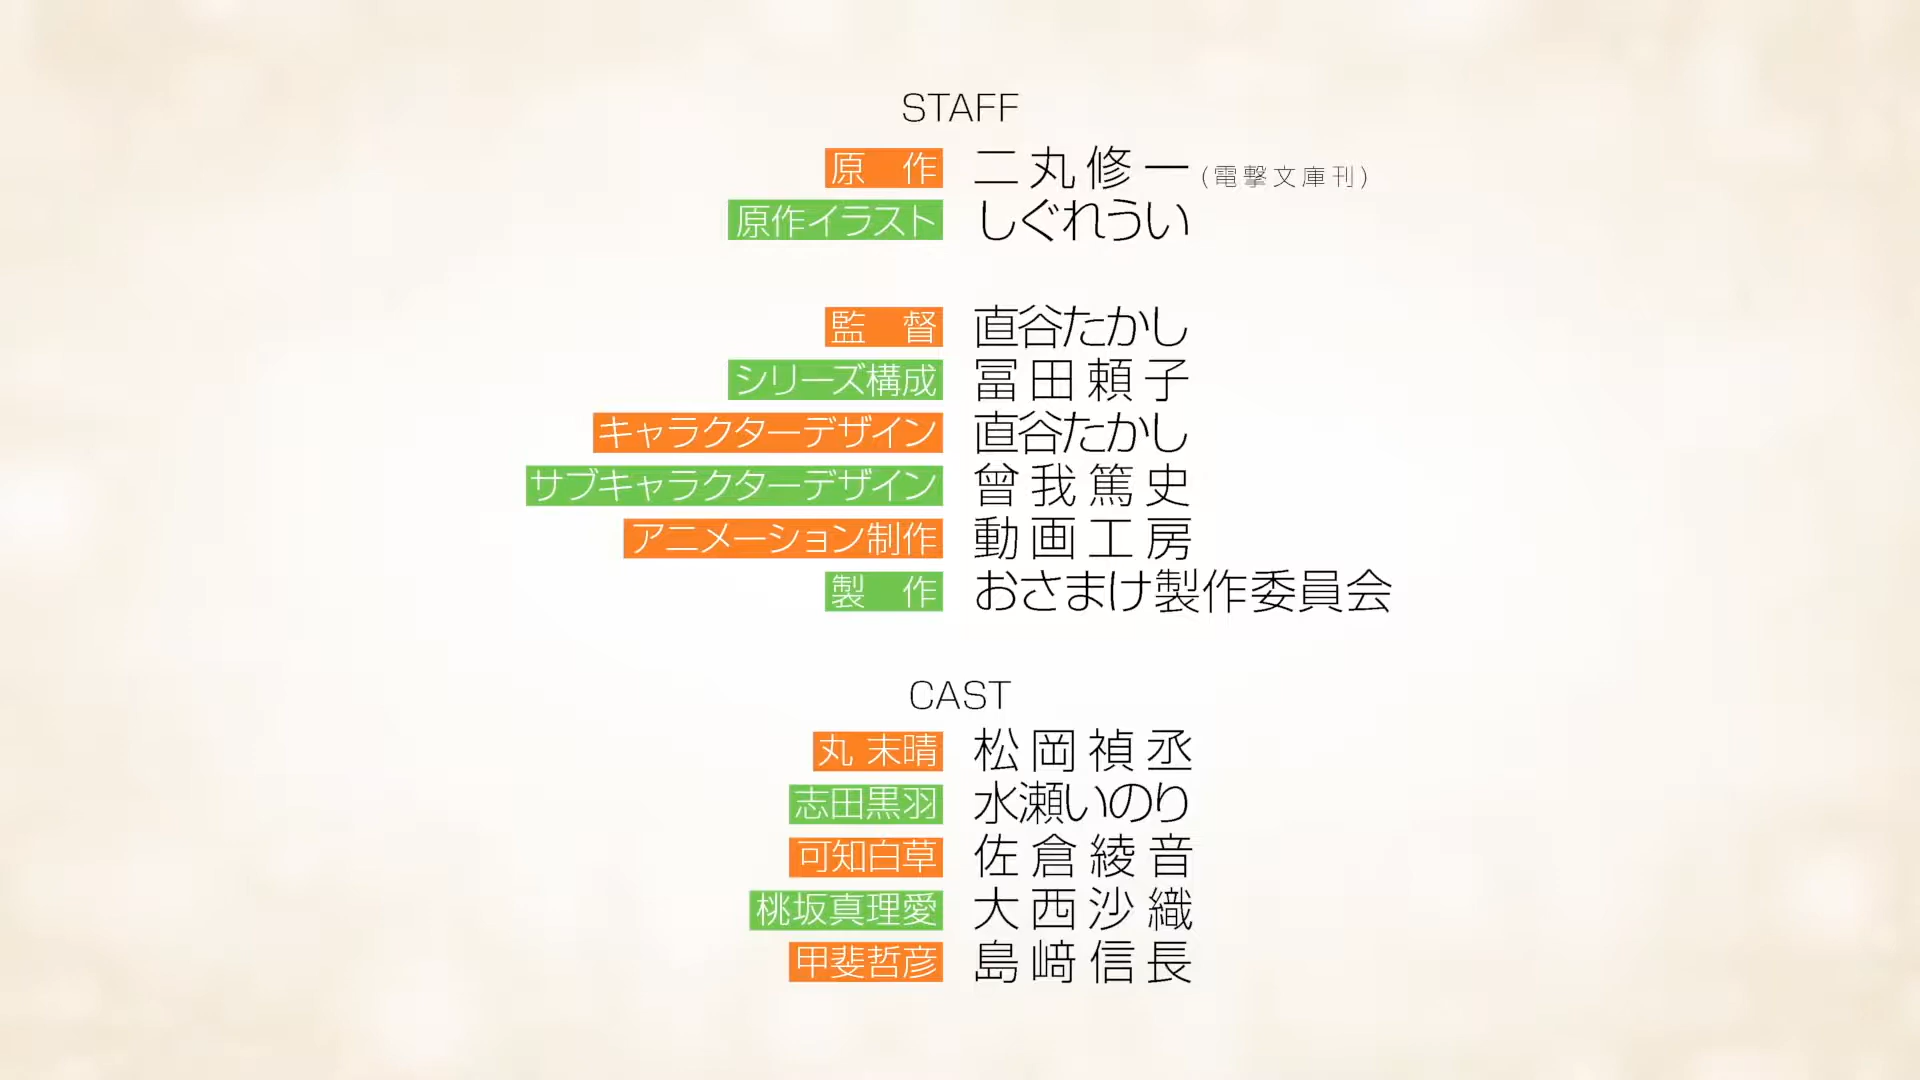 STAFF
原　作 二丸修一 (電撃文庫刊)
原作イラスト しぐれうい
監　督 直谷たかし
シリーズ構成 冨田頼子
キャラクターデザイン 直谷たかし
サブキャラクターデザイン 曾我篤史
アニメーション制作 動画工房
製　作 おさまけ製作委員会
CAST
丸 末晴 松岡禎丞
志田黒羽 水瀬いのり
可知白草 佐倉綾音
桃坂真理愛 大西沙織
甲斐哲彦 島﨑信長